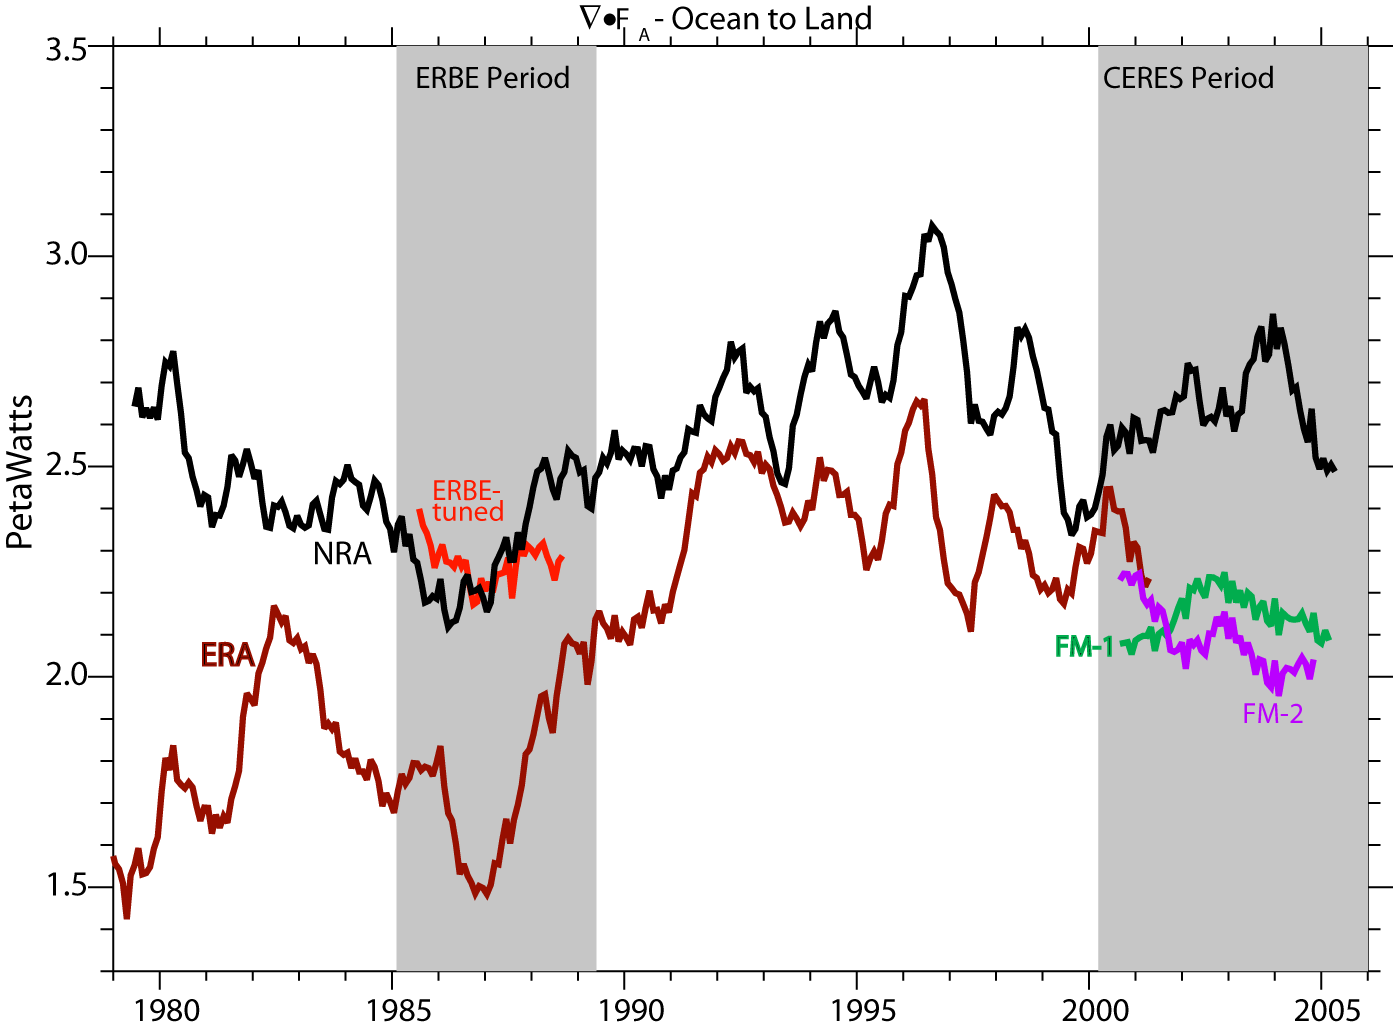 ∇•F_A - Ocean to Land
3.5
ERBE Period
CERES Period
3.0
PetaWatts
2.5
ERBE-
tuned
NRA
ERA
FM-1
2.0
FM-2
1.5
1980
1985
1990
1995
2000
2005